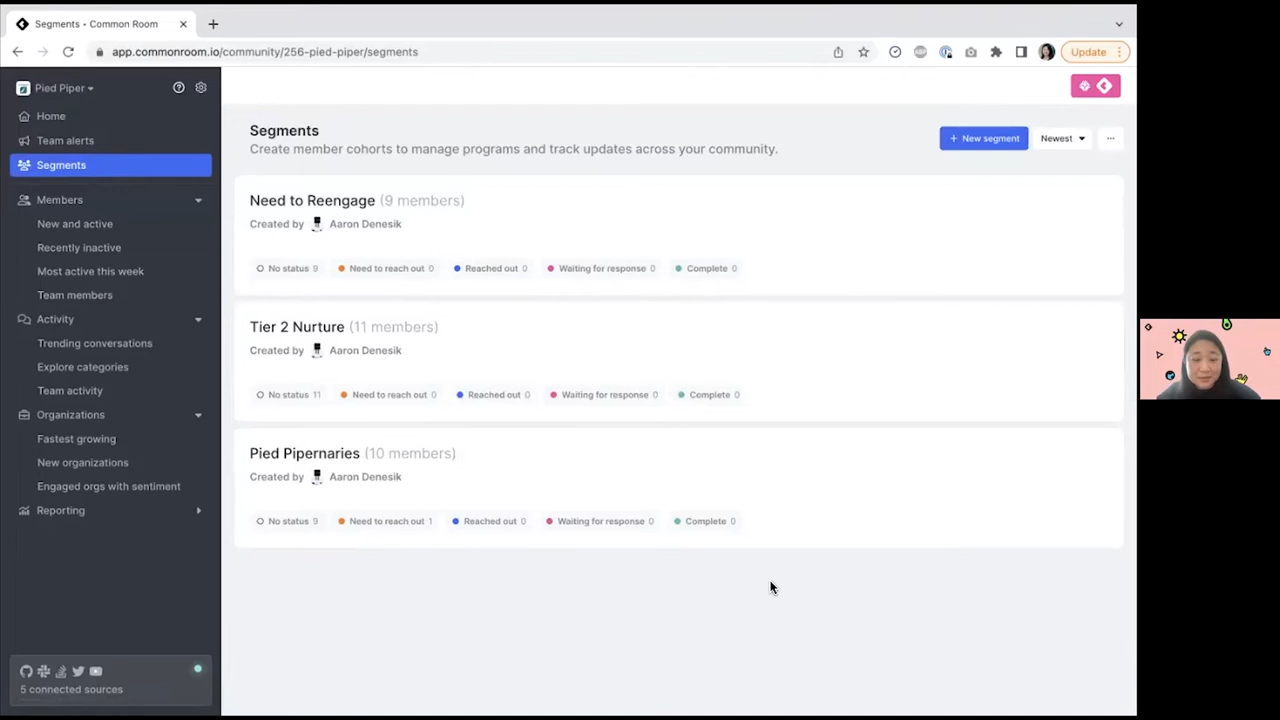 Segments • Common Room
app.commonroom.io/community/256-pied-piper/segments
Update
Pied Piper
Home
Team alerts
Segments
Members
New and active
Recently inactive
Most active this week
Team members
Activity
Trending conversations
Explore categories
Team activity
Organizations
Fastest growing
New organizations
Engaged orgs with sentiment
Reporting
5 connected sources
Segments
Create member cohorts to manage programs and track updates across your community.
+ New segment
Newest
...
Need to Reengage (9 members)
Created by Aaron Denesik
No status 9 Need to reach out 0 Reached out 0 Waiting for response 0 Complete 0
Tier 2 Nurture (11 members)
Created by Aaron Denesik
No status 11 Need to reach out 0 Reached out 0 Waiting for response 0 Complete 0
Pied Pipernaries (10 members)
Created by Aaron Denesik
No status 9 Need to reach out 1 Reached out 0 Waiting for response 0 Complete 0